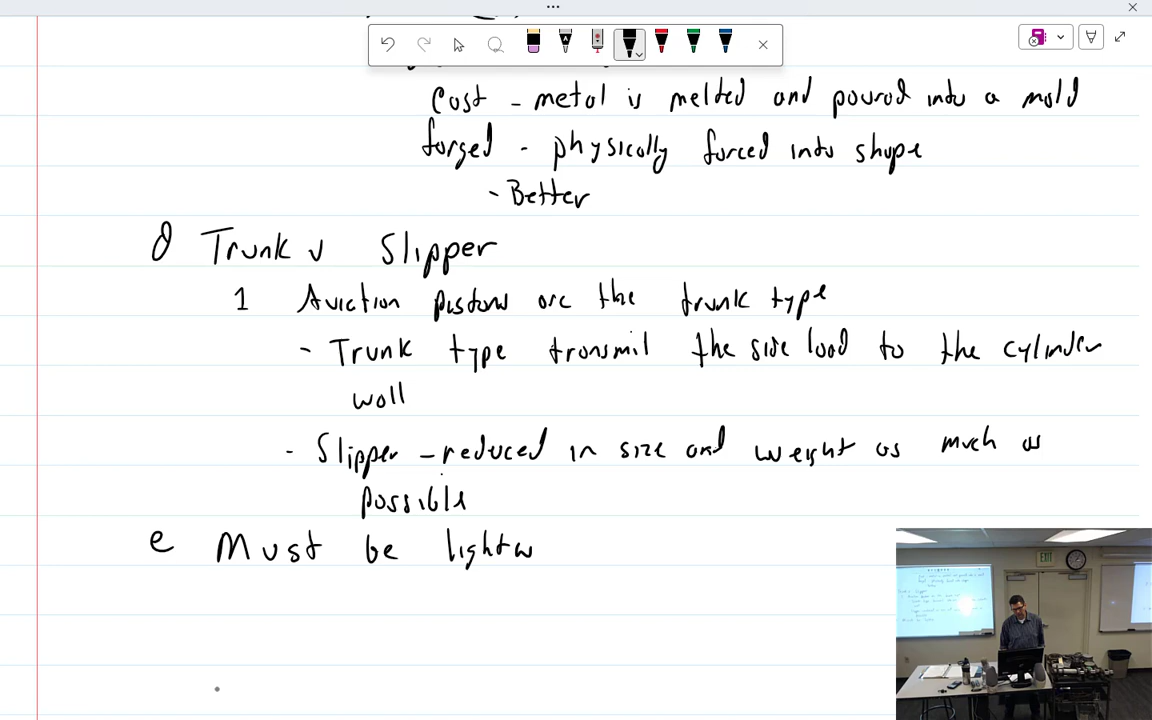 Cast - metal is melted and poured into a mold
forged - physically forced into shape
- Better
d Trunk v Slipper
1 Aviation pistons are the trunk type
- Trunk type transmit the side load to the cylinder
wall
- Slipper - reduced in size and weight as much as
possible
e Must be lightw
EXIT